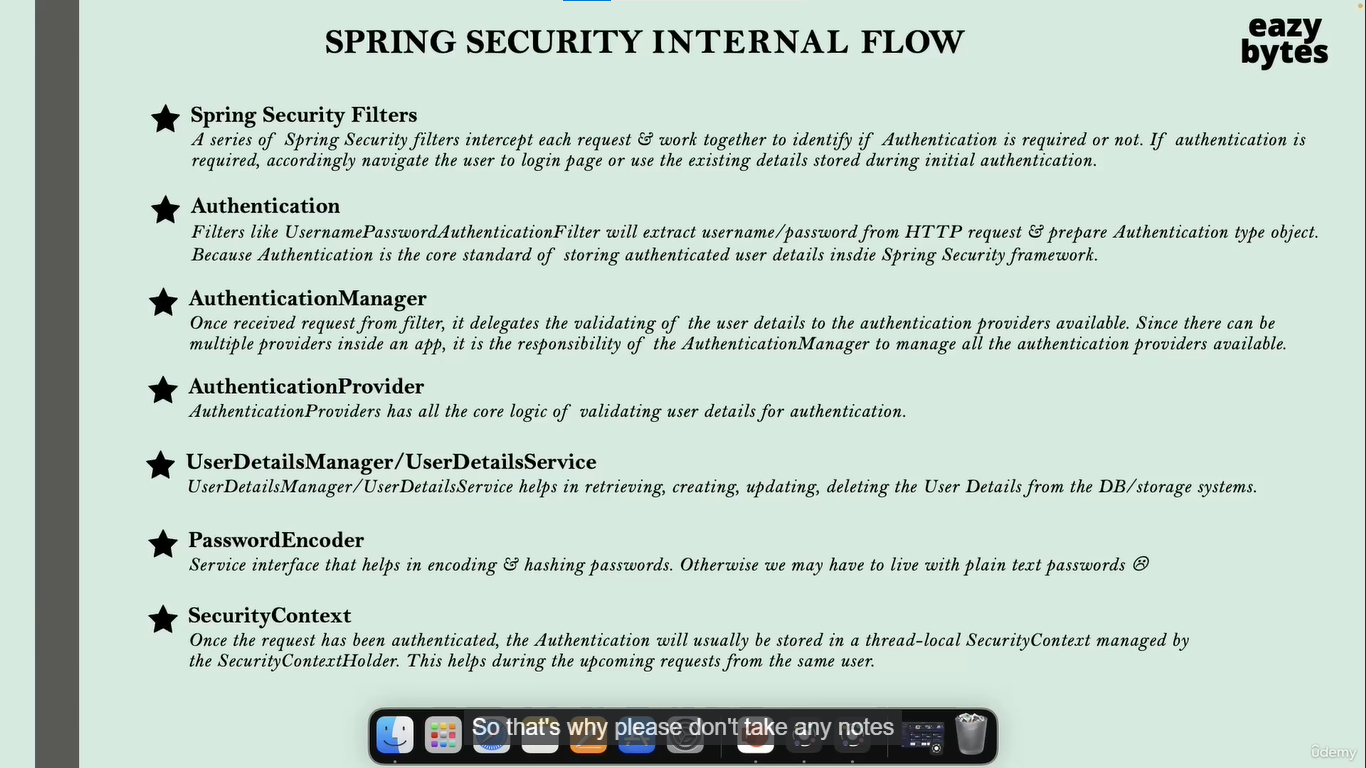 SPRING SECURITY INTERNAL FLOW
eazy
bytes
Spring Security Filters
A series of Spring Security filters intercept each request & work together to identify if Authentication is required or not. If authentication is
required, accordingly navigate the user to login page or use the existing details stored during initial authentication.
Authentication
Filters like UsernamePasswordAuthenticationFilter will extract username/password from HTTP request & prepare Authentication type object.
Because Authentication is the core standard of storing authenticated user details insdie Spring Security framework.
AuthenticationManager
Once received request from filter, it delegates the validating of the user details to the authentication providers available. Since there can be
multiple providers inside an app, it is the responsibility of the AuthenticationManager to manage all the authentication providers available.
AuthenticationProvider
AuthenticationProviders has all the core logic of validating user details for authentication.
UserDetailsManager/UserDetailsService
UserDetailsManager/UserDetailsService helps in retrieving, creating, updating, deleting the User Details from the DB/storage systems.
PasswordEncoder
Service interface that helps in encoding & hashing passwords. Otherwise we may have to live with plain text passwords ☹
SecurityContext
Once the request has been authenticated, the Authentication will usually be stored in a thread-local SecurityContext managed by
the SecurityContextHolder. This helps during the upcoming requests from the same user.
So that's why please don't take any notes
ûdemy